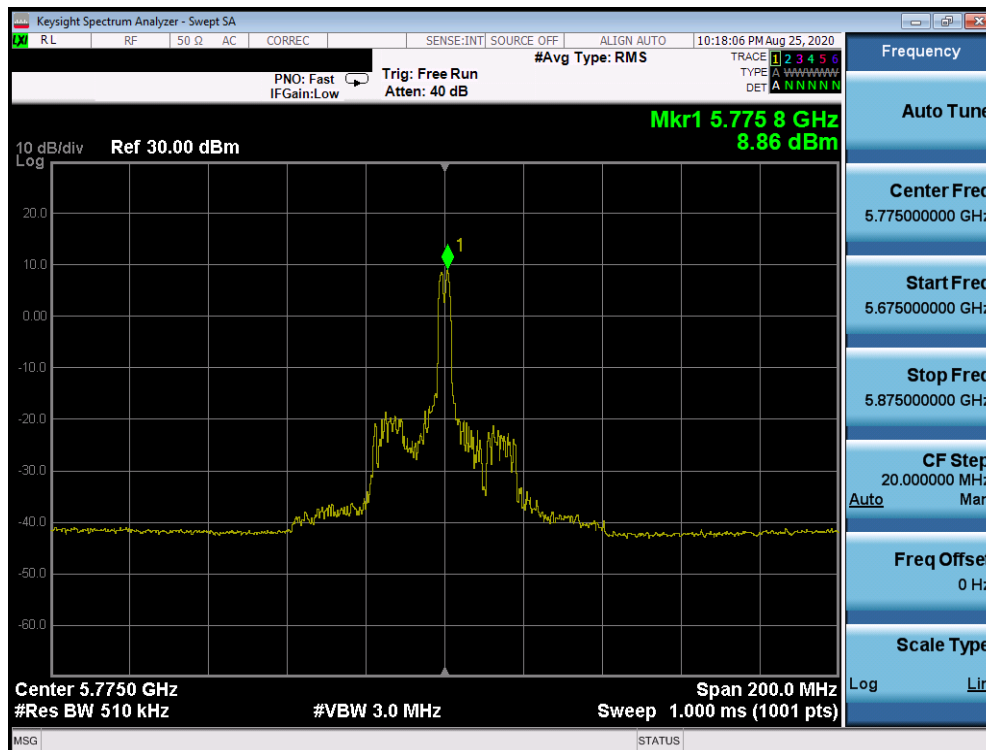 Keysight Spectrum Analyzer - Swept SA
LXI RL RF 50 Ω AC CORREC SENSE:INT SOURCE OFF ALIGN AUTO 10:18:06 PM Aug 25, 2020
Frequency
#Avg Type: RMS
TRACE 1 2 3 4 5 6
TYPE A WWWWW
DET A N N N N N
PNO: Fast
IFGain:Low
Trig: Free Run
Atten: 40 dB
Mkr1 5.775 8 GHz
8.86 dBm
10 dB/div
Log
Ref 30.00 dBm
1
20.0
10.0
0.00
-10.0
-20.0
-30.0
-40.0
-50.0
-60.0
Center 5.7750 GHz
Span 200.0 MHz
#Res BW 510 kHz
#VBW 3.0 MHz
Sweep 1.000 ms (1001 pts)
MSG
STATUS
Auto Tune
Center Freq
5.775000000 GHz
Start Freq
5.675000000 GHz
Stop Freq
5.875000000 GHz
CF Step
20.000000 MHz
Auto Man
Freq Offset
0 Hz
Scale Type
Log Lin